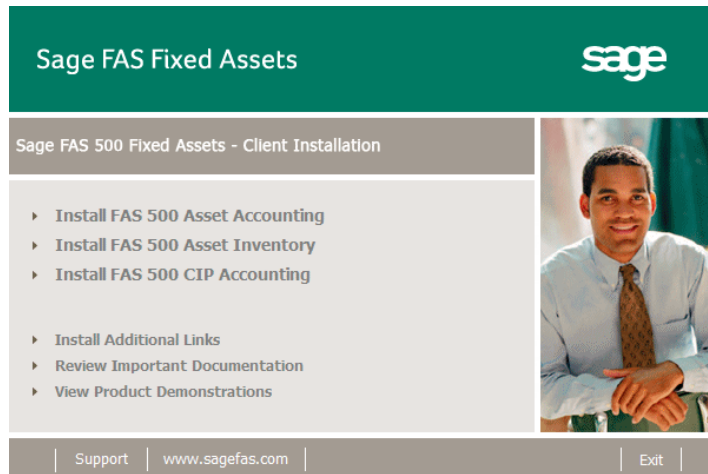 Sage FAS Fixed Assets
sage
Sage FAS 500 Fixed Assets - Client Installation
Install FAS 500 Asset Accounting
Install FAS 500 Asset Inventory
Install FAS 500 CIP Accounting
Install Additional Links
Review Important Documentation
View Product Demonstrations
Support
www.sagefas.com
Exit